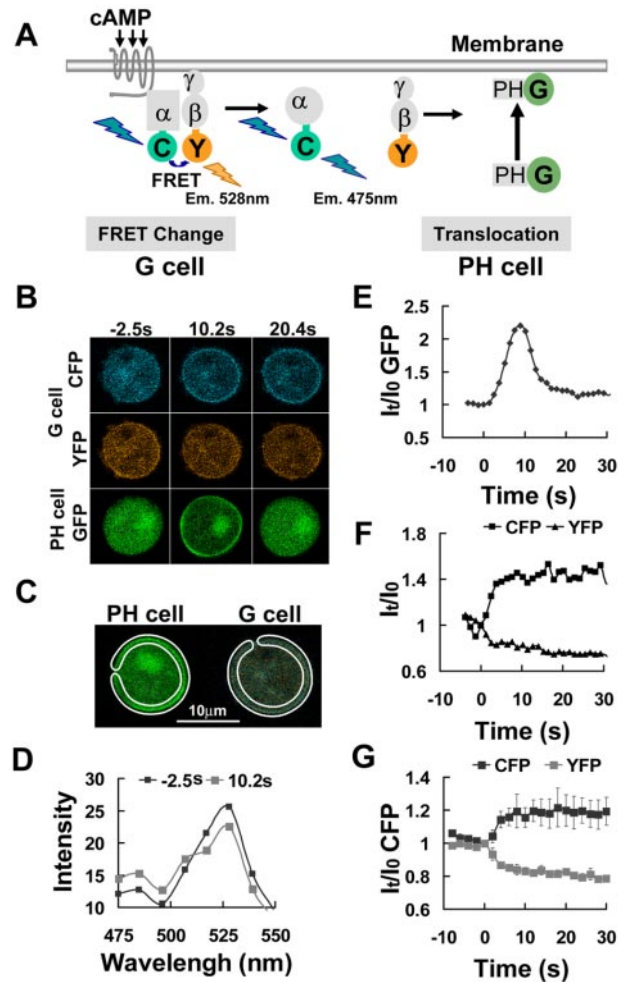 A
cAMP
Membrane
γ
γ
PH G
α β
α
β
C Y
C
Y
PH G
FRET
Em. 528nm
Em. 475nm
FRET Change
Translocation
G cell
PH cell
B
-2.5s 10.2s 20.4s
G cell
CFP
YFP
PH cell
GFP
C
PH cell G cell
10μm
D
-2.5s 10.2s
Intensity
30
25
20
15
10
475 500 525 550
Wavelengh (nm)
E
It/Io GFP
2.5
2
1.5
1
0.5
-10 0 10 20 30
Time (s)
F
CFP YFP
It/Io
1.8
1.4
1
0.6
-10 0 10 20 30
Time (s)
G
CFP YFP
It/Io CFP
1.4
1.2
1
0.8
0.6
-10 0 10 20 30
Time (s)